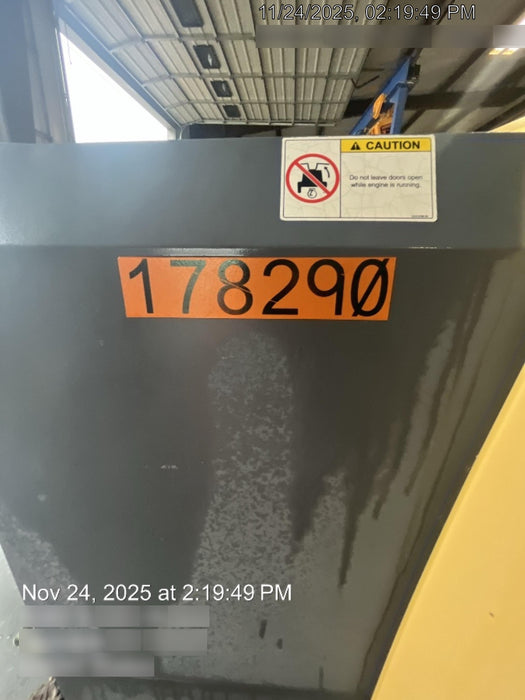 11/24/2025, 02:19:49 PM
CAUTION
Do not leave doors open
while engine is running.
178290
Nov 24, 2025 at 2:19:49 PM